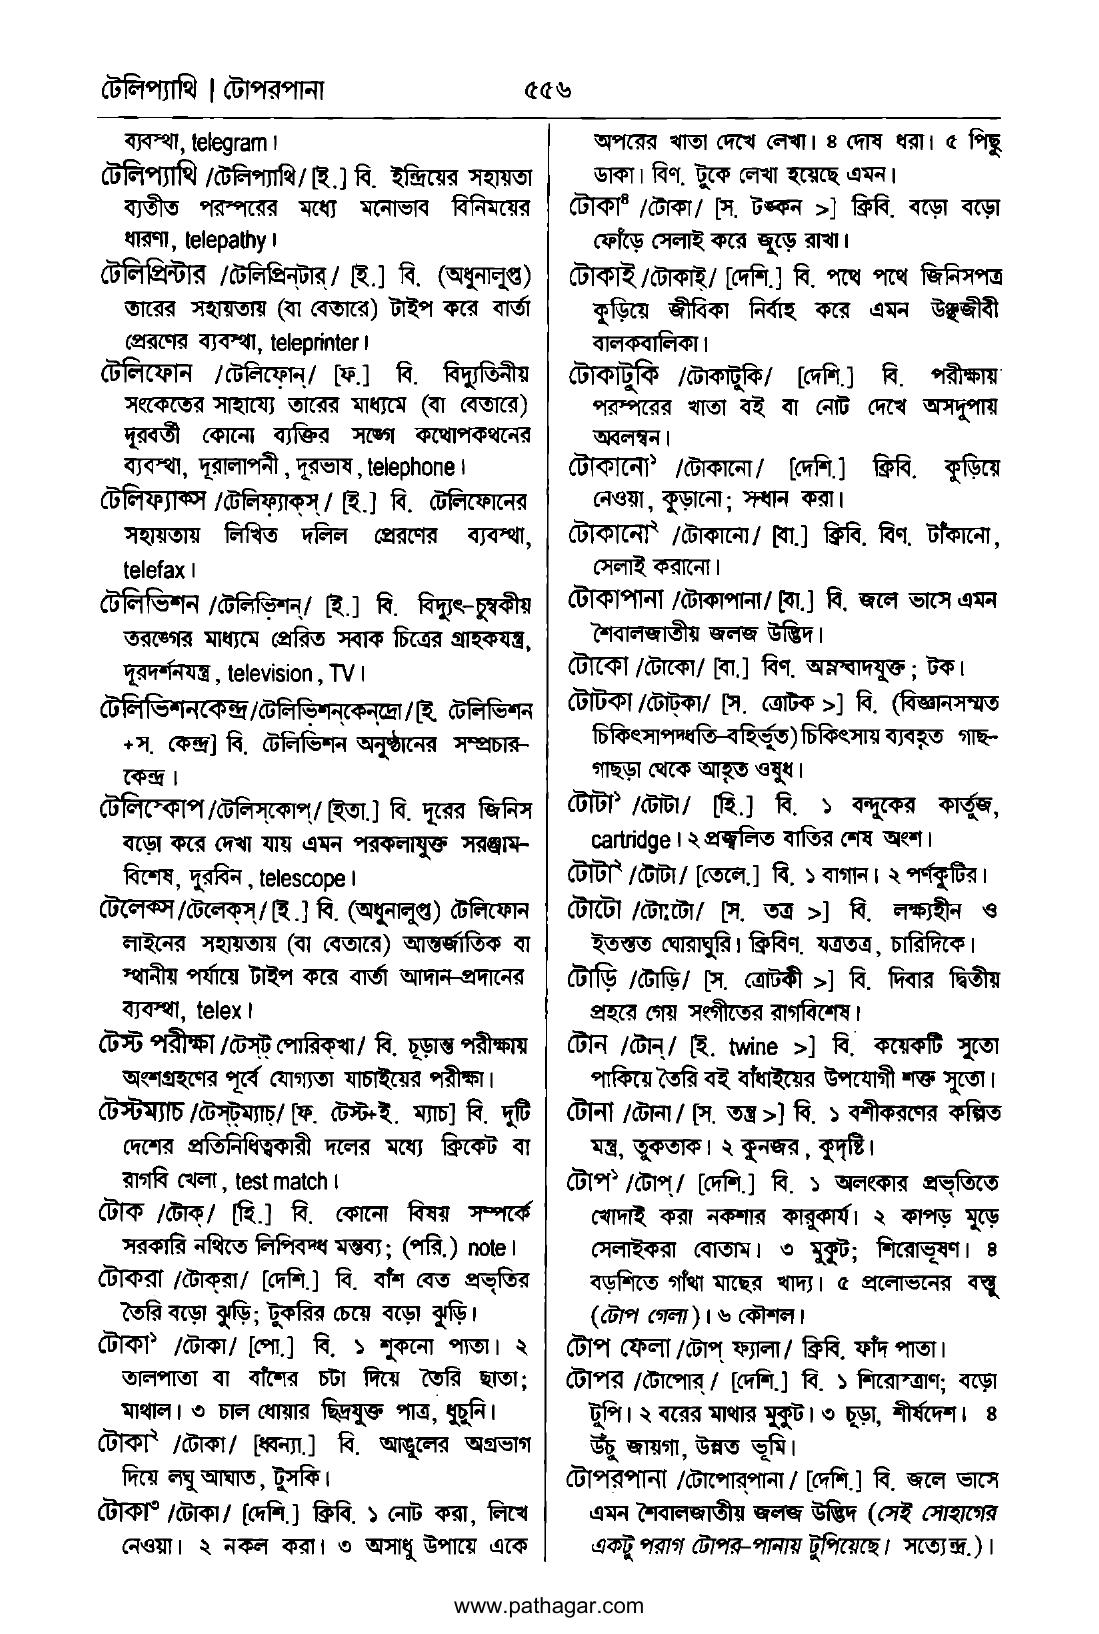 টেলিপ্যাথি | টোপরপানা
৫৫৬
ব্যবস্থা, telegram।
টেলিপ্যাথি /টেলিপ্যাথি/ [ই.] বি. ইন্দ্রিয়ের সহায়তা
ব্যতীত পরস্পরের মধ্যে মনোভাব বিনিময়ের
ধারণা, telepathy।
টেলিপ্রিন্টার /টেলিপ্রিন্‌টার্/ [ই.] বি. (অধুনালুপ্ত)
তারের সহায়তায় (বা বেতারে) টাইপ করে বার্তা
প্রেরণের ব্যবস্থা, teleprinter।
টেলিফোন /টেলিফ়োন্/ [ফ.] বি. বিদ্যুতিনীয়
সংকেতের সাহায্যে তারের মাধ্যমে (বা বেতারে)
দূরবর্তী কোনো ব্যক্তির সঙ্গে কথোপকথনের
ব্যবস্থা, দূরালাপনী, দূরভাষ, telephone।
টেলিফ্যাক্স /টেলিফ়্যাক্‌স্/ [ই.] বি. টেলিফোনের
সহায়তায় লিখিত দলিল প্রেরণের ব্যবস্থা,
telefax।
টেলিভিশন /টেলিভ়িশন্/ [ই.] বি. বিদ্যুৎ-চুম্বকীয়
তরঙ্গের মাধ্যমে প্রেরিত সবাক চিত্রের গ্রাহকযন্ত্র,
দূরদর্শনযন্ত্র, television, TV।
টেলিভিশনকেন্দ্র /টেলিভ়িশন্‌কেন্‌দ্রো/ [ই. টেলিভিশন
+স. কেন্দ্র] বি. টেলিভিশন অনুষ্ঠানের সম্প্রচার-
কেন্দ্র।
টেলিস্কোপ /টেলিস্‌কোপ্/ [ইতা.] বি. দূরের জিনিস
বড়ো করে দেখা যায় এমন পরকলাযুক্ত সরঞ্জাম-
বিশেষ, দুরবিন, telescope।
টেলেক্স /টেলেক্‌স্/ [ই.] বি. (অধুনালুপ্ত) টেলিফোন
লাইনের সহায়তায় (বা বেতারে) আন্তর্জাতিক বা
স্থানীয় পর্যায়ে টাইপ করে বার্তা আদান-প্রদানের
ব্যবস্থা, telex।
টেস্ট পরীক্ষা /টেস্‌ট্ পোরিক্‌খা/ বি. চূড়ান্ত পরীক্ষায়
অংশগ্রহণের পূর্বে যোগ্যতা যাচাইয়ের পরীক্ষা।
টেস্টম্যাচ /টেস্‌ট্‌ম্যাচ্/ [ফ. টেস্ট+ই. ম্যাচ] বি. দুটি
দেশের প্রতিনিধিত্বকারী দলের মধ্যে ক্রিকেট বা
রাগবি খেলা, test match।
টোক /টোক্/ [হি.] বি. কোনো বিষয় সম্পর্কে
সরকারি নথিতে লিপিবদ্ধ মন্তব্য; (পরি.) note।
টোকরা /টোক্‌রা/ [দেশি.] বি. বাঁশ বেত প্রভৃতির
তৈরি বড়ো ঝুড়ি; টুকরির চেয়ে বড়ো ঝুড়ি।
টোকা¹ /টোকা/ [পো.] বি. ১ শুকনো পাতা। ২
তালপাতা বা বাঁশের চটা দিয়ে তৈরি ছাতা;
মাথাল। ৩ চাল ধোয়ার ছিদ্রযুক্ত পাত্র, ধুচুনি।
টোকা² /টোকা/ [ধ্বন্যা.] বি. আঙুলের অগ্রভাগ
দিয়ে লঘু আঘাত, টুসকি।
টোকা³ /টোকা/ [দেশি.] ক্রিবি. ১ নোট করা, লিখে
নেওয়া। ২ নকল করা। ৩ অসাধু উপায়ে একে
অপরের খাতা দেখে লেখা। ৪ দোষ ধরা। ৫ পিছু
ডাকা। বিণ. টুকে লেখা হয়েছে এমন।
টোকা⁴ /টোকা/ [স. টঙ্কন >] ক্রিবি. বড়ো বড়ো
ফোঁড়ে সেলাই করে জুড়ে রাখা।
টোকাই /টোকাই্/ [দেশি.] বি. পথে পথে জিনিসপত্র
কুড়িয়ে জীবিকা নির্বাহ করে এমন উঞ্ছজীবী
বালকবালিকা।
টোকাটুকি /টোকাটুকি/ [দেশি.] বি. পরীক্ষায়
পরস্পরের খাতা বই বা নোট দেখে অসদুপায়
অবলম্বন।
টোকানো¹ /টোকানো/ [দেশি.] ক্রিবি. কুড়িয়ে
নেওয়া, কুড়ানো; সন্ধান করা।
টোকানো² /টোকানো/ [বা.] ক্রিবি. বিণ. টাঁকানো,
সেলাই করানো।
টোকাপানা /টোকাপানা/ [বা.] বি. জলে ভাসে এমন
শৈবালজাতীয় জলজ উদ্ভিদ।
টোকো /টোকো/ [বা.] বিণ. অম্লস্বাদযুক্ত; টক।
টোটকা /টোট্‌কা/ [স. ত্রোটক >] বি. (বিজ্ঞানসম্মত
চিকিৎসাপদ্ধতি-বহির্ভূত) চিকিৎসায় ব্যবহৃত গাছ-
গাছড়া থেকে আহৃত ওষুধ।
টোটা¹ /টোটা/ [হি.] বি. ১ বন্দুকের কার্তুজ,
cartridge। ২ প্রজ্বলিত বাতির শেষ অংশ।
টোটা² /টোটা/ [তেলে.] বি. ১ বাগান। ২ পর্ণকুটির।
টোটো /টো:টো/ [স. তত্র >] বি. লক্ষ্যহীন ও
ইতস্তত ঘোরাঘুরি। ক্রিবিণ. যত্রতত্র, চারিদিকে।
টোড়ি /টোড়ি/ [স. ত্রোটকী >] বি. দিবার দ্বিতীয়
প্রহরে গেয় সংগীতের রাগবিশেষ।
টোন /টোন্/ [ই. twine >] বি. কয়েকটি সুতো
পাকিয়ে তৈরি বই বাঁধাইয়ের উপযোগী শক্ত সুতো।
টোনা /টোনা/ [স. তন্ত্র >] বি. ১ বশীকরণের কল্পিত
মন্ত্র, তুকতাক। ২ কুনজর, কুদৃষ্টি।
টোপ¹ /টোপ্/ [দেশি.] বি. ১ অলংকার প্রভৃতিতে
খোদাই করা নকশার কারুকার্য। ২ কাপড় মুড়ে
সেলাইকরা বোতাম। ৩ মুকুট; শিরোভূষণ। ৪
বড়শিতে গাঁথা মাছের খাদ্য। ৫ প্রলোভনের বস্তু
(টোপ গেলা)। ৬ কৌশল।
টোপ ফেলা /টোপ্ ফ্যালা/ ক্রিবি. ফাঁদ পাতা।
টোপর /টোপোর্/ [দেশি.] বি. ১ শিরোস্ত্রাণ; বড়ো
টুপি। ২ বরের মাথার মুকুট। ৩ চূড়া, শীর্ষদেশ। ৪
উঁচু জায়গা, উন্নত ভূমি।
টোপরপানা /টোপোর্‌পানা/ [দেশি.] বি. জলে ভাসে
এমন শৈবালজাতীয় জলজ উদ্ভিদ (সেই সোহাগের
একটু পরাগ টোপর-পানায় টুপিয়েছে। সত্যেন্দ্র.)।
www.pathagar.com